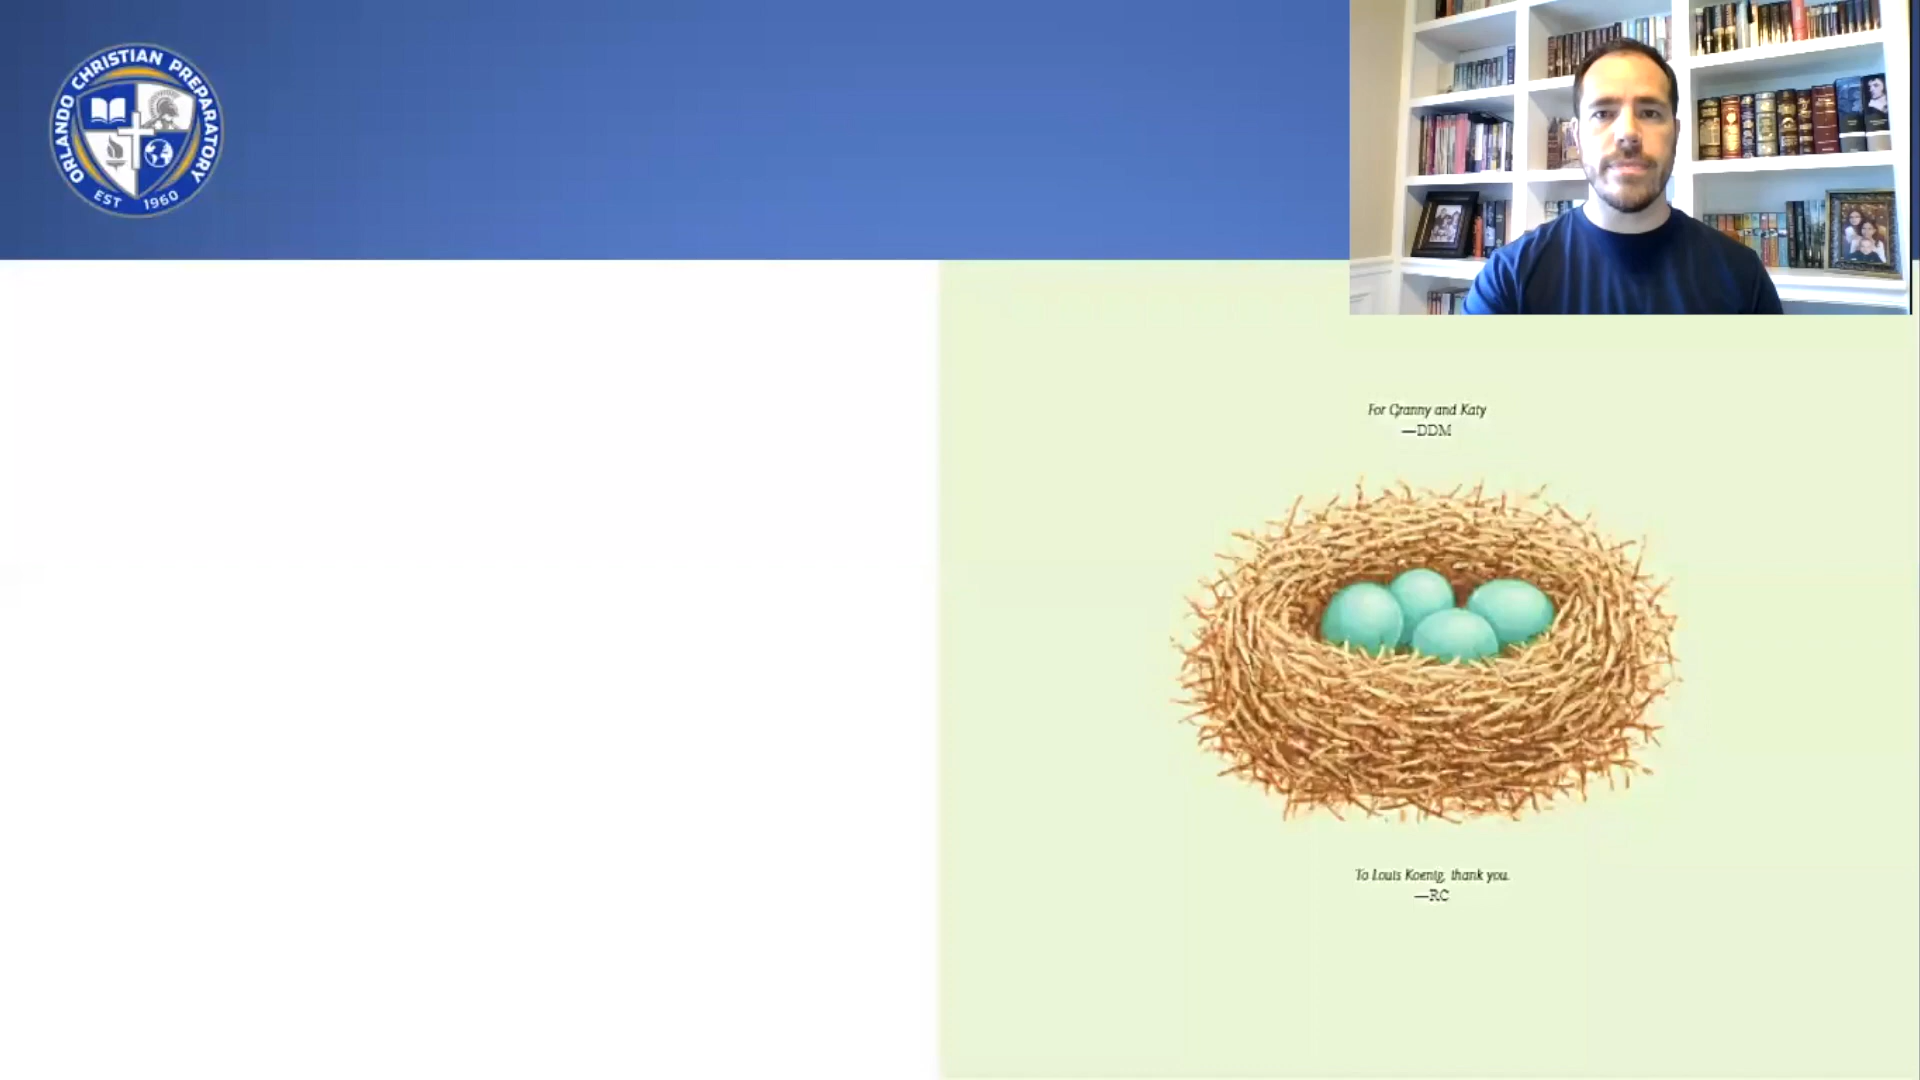 ORLANDO CHRISTIAN PREPARATORY
EST 1960
For Granny and Katy
—DDM
To Louis Koenig, thank you.
—RC